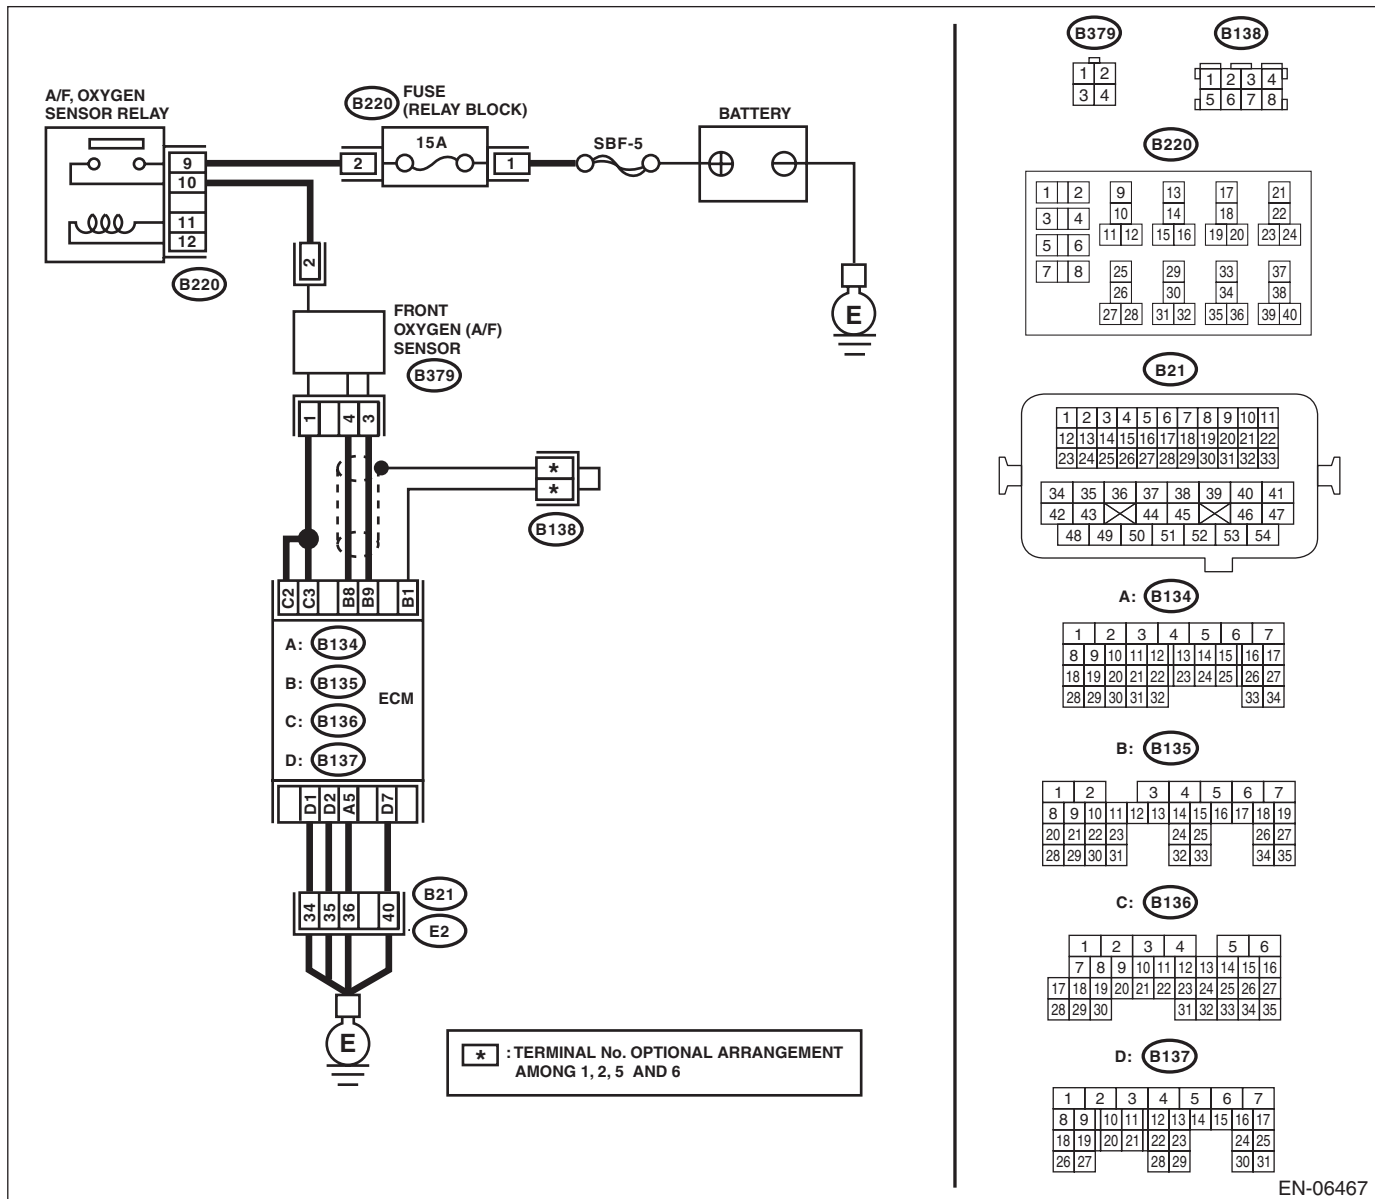 A/F, OXYGEN
SENSOR RELAY
9
10
11
12
B220
B220
FUSE
(RELAY BLOCK)
2
15A
1
SBF-5
BATTERY
E
2
FRONT
OXYGEN (A/F)
SENSOR
B379
1 4 3
*
*
B138
C2 C3 B8 B9 B1
A: B134
B: B135
C: B136
D: B137
ECM
D1 D2 A5 D7
34 35 36 40
B21
E2
E
* : TERMINAL No. OPTIONAL ARRANGEMENT
AMONG 1, 2, 5 AND 6
B379
1 2
3 4
B138
1 2 3 4
5 6 7 8
B220
1 2 9 13 17 21
3 4 10 14 18 22
11 12 15 16 19 20 23 24
5 6
7 8 25 29 33 37
26 30 34 38
27 28 31 32 35 36 39 40
B21
1 2 3 4 5 6 7 8 9 10 11
12 13 14 15 16 17 18 19 20 21 22
23 24 25 26 27 28 29 30 31 32 33
34 35 36 37 38 39 40 41
42 43 44 45 46 47
48 49 50 51 52 53 54
A: B134
1 2 3 4 5 6 7
8 9 10 11 12 13 14 15 16 17
18 19 20 21 22 23 24 25 26 27
28 29 30 31 32 33 34
B: B135
1 2 3 4 5 6 7
8 9 10 11 12 13 14 15 16 17 18 19
20 21 22 23 24 25 26 27
28 29 30 31 32 33 34 35
C: B136
1 2 3 4 5 6
7 8 9 10 11 12 13 14 15 16
17 18 19 20 21 22 23 24 25 26 27
28 29 30 31 32 33 34 35
D: B137
1 2 3 4 5 6 7
8 9 10 11 12 13 14 15 16 17
18 19 20 21 22 23 24 25
26 27 28 29 30 31
EN-06467